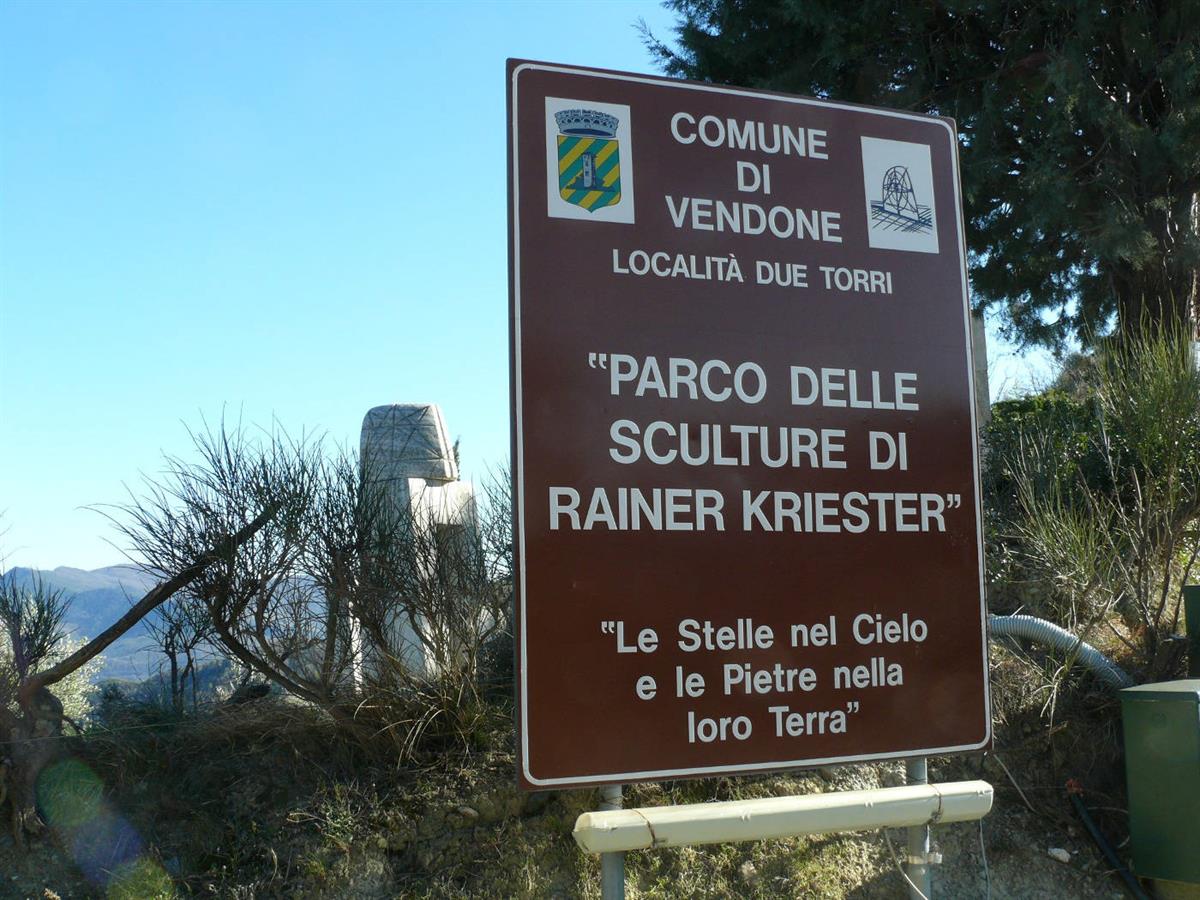 COMUNE
DI
VENDONE
LOCALITÀ DUE TORRI
"PARCO DELLE
SCULTURE DI
RAINER KRIESTER"
"Le Stelle nel Cielo
e le Pietre nella
loro Terra"